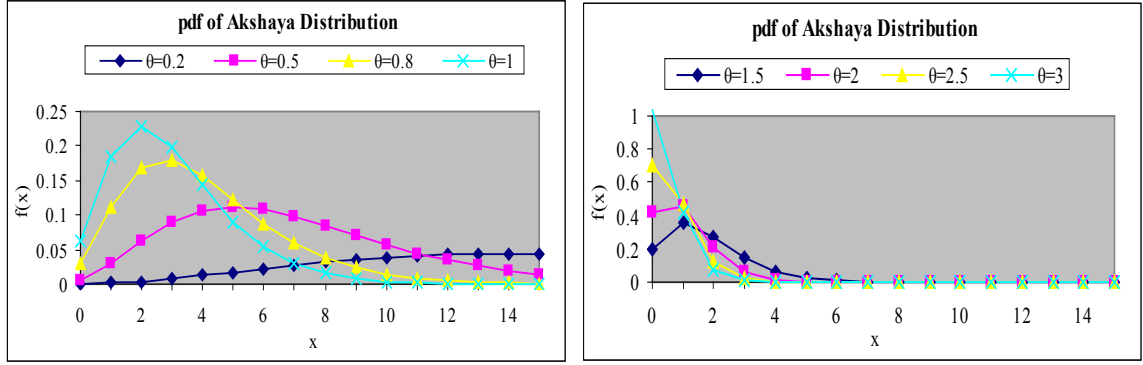 pdf of Akshaya Distribution
θ=0.2 θ=0.5 θ=0.8 θ=1
0.25
0.2
0.15
0.1
0.05
0
f(x)
0 2 4 6 8 10 12 14
x
pdf of Akshaya Distribution
θ=1.5 θ=2 θ=2.5 θ=3
1
0.8
0.6
0.4
0.2
0
f(x)
0 2 4 6 8 10 12 14
x